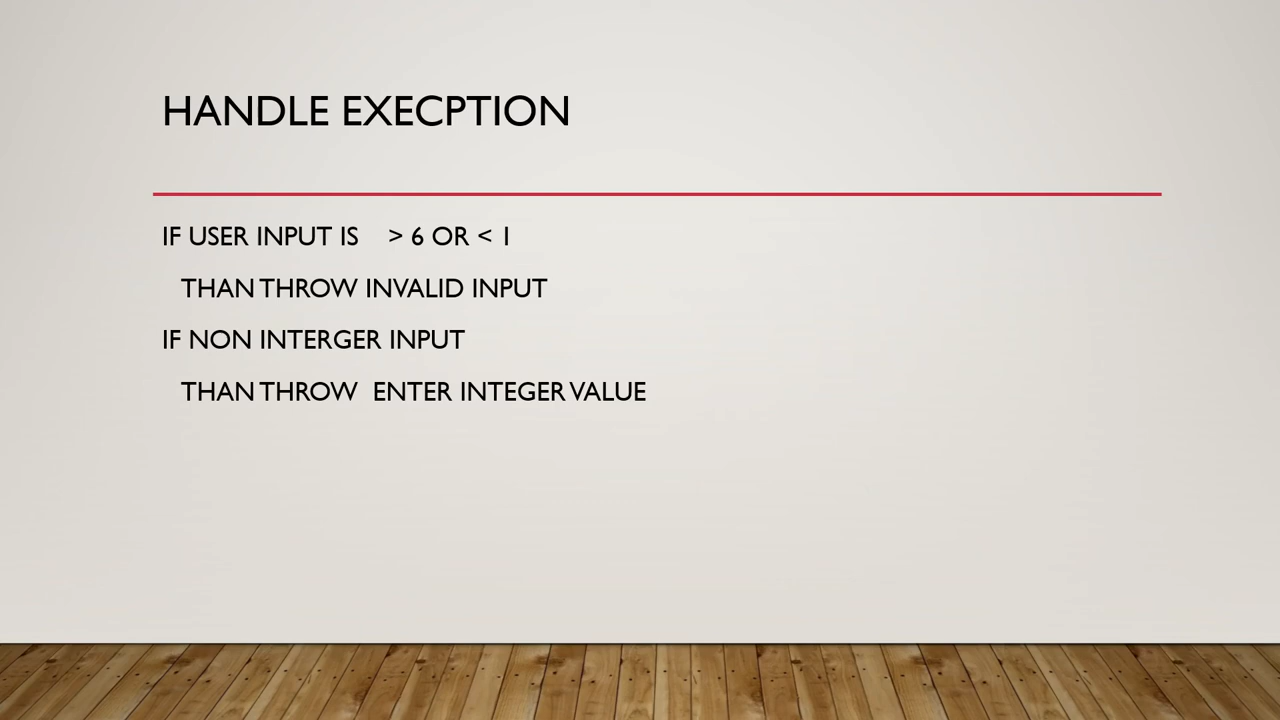 HANDLE EXECPTION
IF USER INPUT IS > 6 OR < 1
THAN THROW INVALID INPUT
IF NON INTERGER INPUT
THAN THROW ENTER INTEGER VALUE